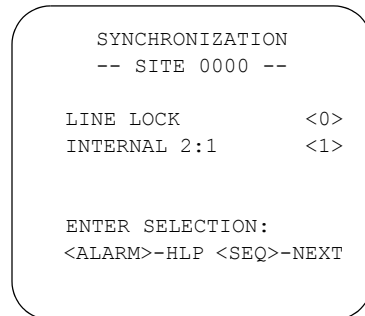 SYNCHRONIZATION
-- SITE 0000 --
LINE LOCK <0>
INTERNAL 2:1 <1>
ENTER SELECTION:
<ALARM>-HLP <SEQ>-NEXT